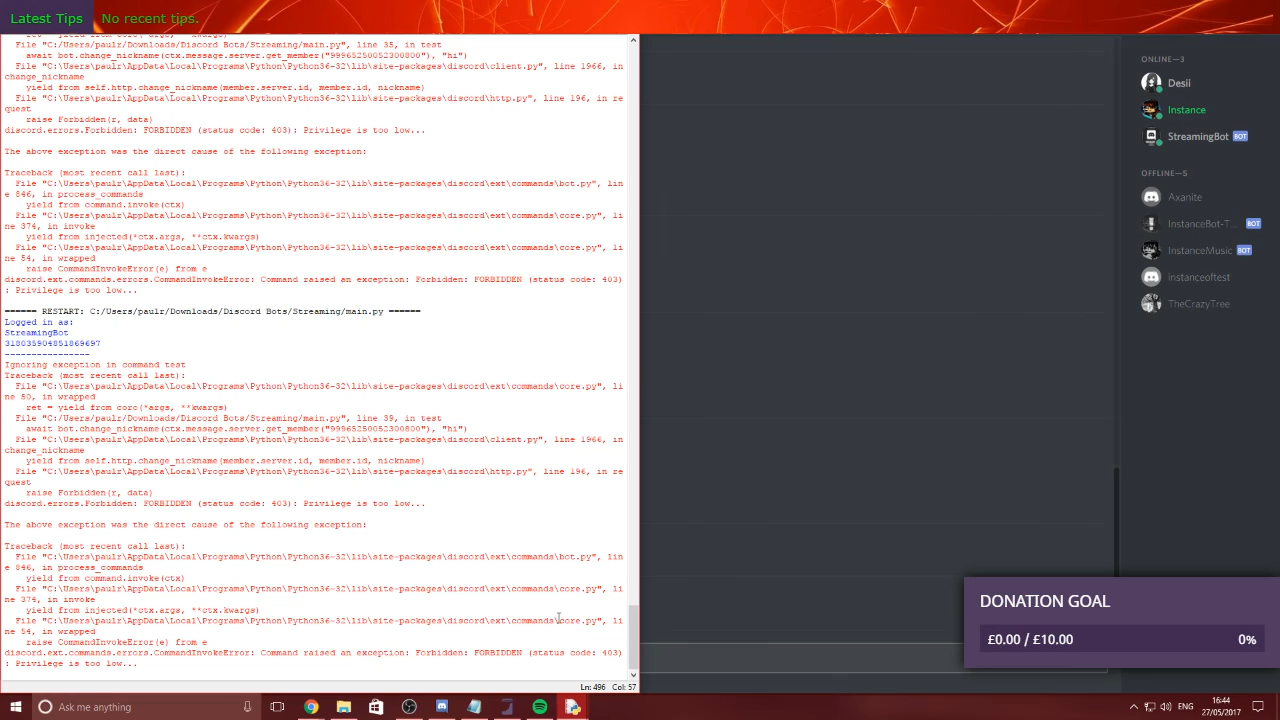 Latest Tips No recent tips.
ret = yield from coro(*args, **kwargs)
File "C:/Users/paulr/Downloads/Discord Bots/Streaming/main.py", line 35, in test
await bot.change_nickname(ctx.message.server.get_member("99965250052300800"), "hi")
File "C:\Users\paulr\AppData\Local\Programs\Python\Python36-32\lib\site-packages\discord\client.py", line 1966, in
change_nickname
yield from self.http.change_nickname(member.server.id, member.id, nickname)
File "C:\Users\paulr\AppData\Local\Programs\Python\Python36-32\lib\site-packages\discord\http.py", line 196, in re
quest
raise Forbidden(r, data)
discord.errors.Forbidden: FORBIDDEN (status code: 403): Privilege is too low...
The above exception was the direct cause of the following exception:
Traceback (most recent call last):
File "C:\Users\paulr\AppData\Local\Programs\Python\Python36-32\lib\site-packages\discord\ext\commands\bot.py", lin
e 846, in process_commands
yield from command.invoke(ctx)
File "C:\Users\paulr\AppData\Local\Programs\Python\Python36-32\lib\site-packages\discord\ext\commands\core.py", li
ne 374, in invoke
yield from injected(*ctx.args, **ctx.kwargs)
File "C:\Users\paulr\AppData\Local\Programs\Python\Python36-32\lib\site-packages\discord\ext\commands\core.py", li
ne 54, in wrapped
raise CommandInvokeError(e) from e
discord.ext.commands.errors.CommandInvokeError: Command raised an exception: Forbidden: FORBIDDEN (status code: 403)
: Privilege is too low...
====== RESTART: C:/Users/paulr/Downloads/Discord Bots/Streaming/main.py ======
Logged in as:
StreamingBot
318035904851869697
----------------
Ignoring exception in command test
Traceback (most recent call last):
File "C:\Users\paulr\AppData\Local\Programs\Python\Python36-32\lib\site-packages\discord\ext\commands\core.py", li
ne 50, in wrapped
ret = yield from coro(*args, **kwargs)
File "C:/Users/paulr/Downloads/Discord Bots/Streaming/main.py", line 39, in test
await bot.change_nickname(ctx.message.server.get_member("99965250052300800"), "hi")
File "C:\Users\paulr\AppData\Local\Programs\Python\Python36-32\lib\site-packages\discord\client.py", line 1966, in
change_nickname
yield from self.http.change_nickname(member.server.id, member.id, nickname)
File "C:\Users\paulr\AppData\Local\Programs\Python\Python36-32\lib\site-packages\discord\http.py", line 196, in re
quest
raise Forbidden(r, data)
discord.errors.Forbidden: FORBIDDEN (status code: 403): Privilege is too low...
The above exception was the direct cause of the following exception:
Traceback (most recent call last):
File "C:\Users\paulr\AppData\Local\Programs\Python\Python36-32\lib\site-packages\discord\ext\commands\bot.py", lin
e 846, in process_commands
yield from command.invoke(ctx)
File "C:\Users\paulr\AppData\Local\Programs\Python\Python36-32\lib\site-packages\discord\ext\commands\core.py", li
ne 374, in invoke
yield from injected(*ctx.args, **ctx.kwargs)
File "C:\Users\paulr\AppData\Local\Programs\Python\Python36-32\lib\site-packages\discord\ext\commands\core.py", li
ne 54, in wrapped
raise CommandInvokeError(e) from e
discord.ext.commands.errors.CommandInvokeError: Command raised an exception: Forbidden: FORBIDDEN (status code: 403)
: Privilege is too low...
Ln: 496 Col: 57
ONLINE—3
Desii
Instance
StreamingBot BOT
OFFLINE—5
Axanite
InstanceBot-T... BOT
InstanceMusic BOT
instanceoftest
TheCrazyTree
DONATION GOAL
£0.00 / £10.00 0%
Ask me anything
ENG
16:44
27/05/2017